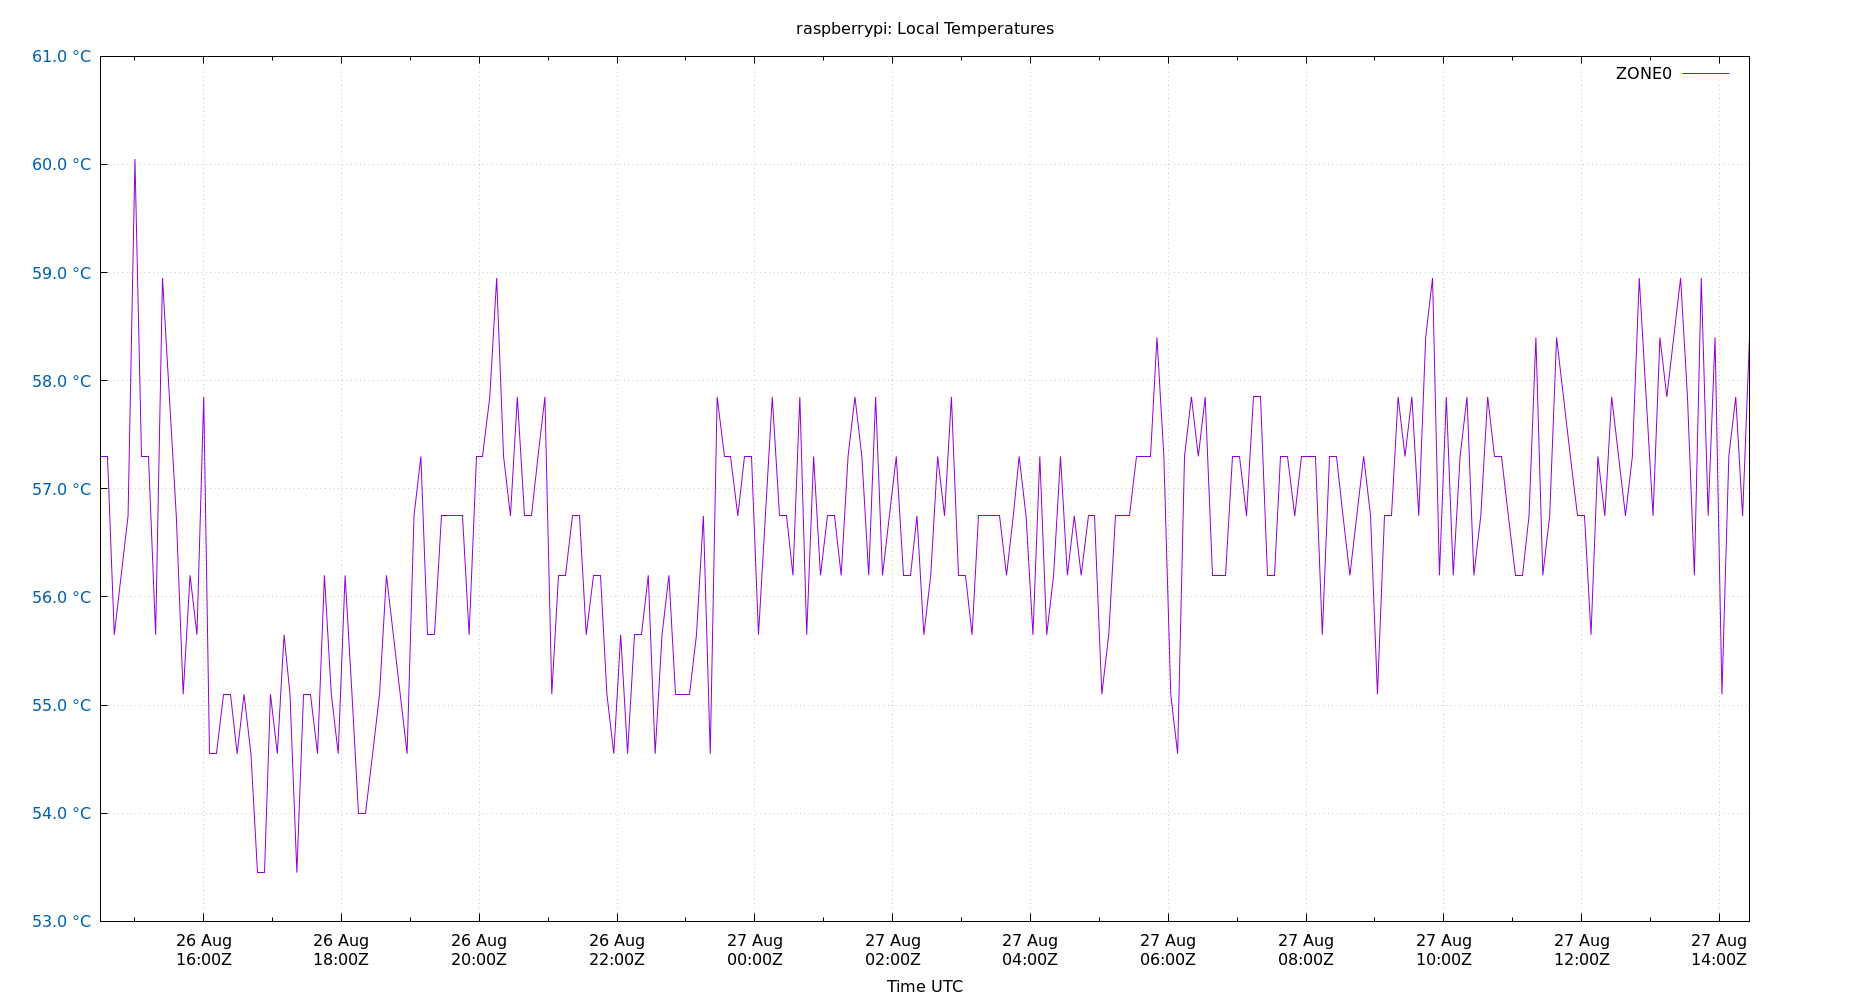 raspberrypi: Local Temperatures
61.0 °C
ZONE0
60.0 °C
59.0 °C
58.0 °C
57.0 °C
56.0 °C
55.0 °C
54.0 °C
53.0 °C
26 Aug 26 Aug 26 Aug 26 Aug 27 Aug 27 Aug 27 Aug 27 Aug 27 Aug 27 Aug 27 Aug 27 Aug
16:00Z 18:00Z 20:00Z 22:00Z 00:00Z 02:00Z 04:00Z 06:00Z 08:00Z 10:00Z 12:00Z 14:00Z
Time UTC